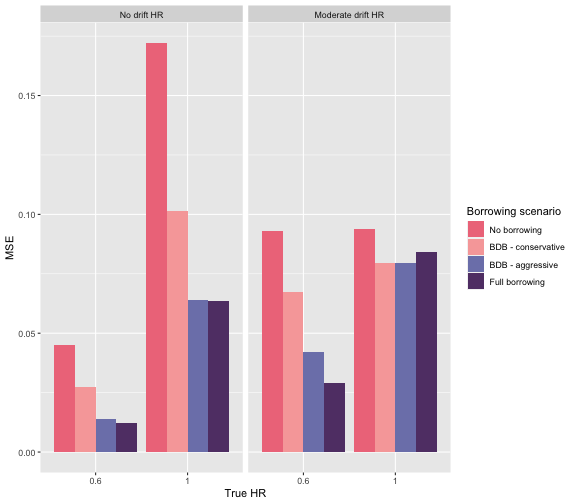 No drift HR
Moderate drift HR
MSE
0.15
0.10
0.05
0.00
0.6
1
0.6
1
True HR
Borrowing scenario
No borrowing
BDB - conservative
BDB - aggressive
Full borrowing